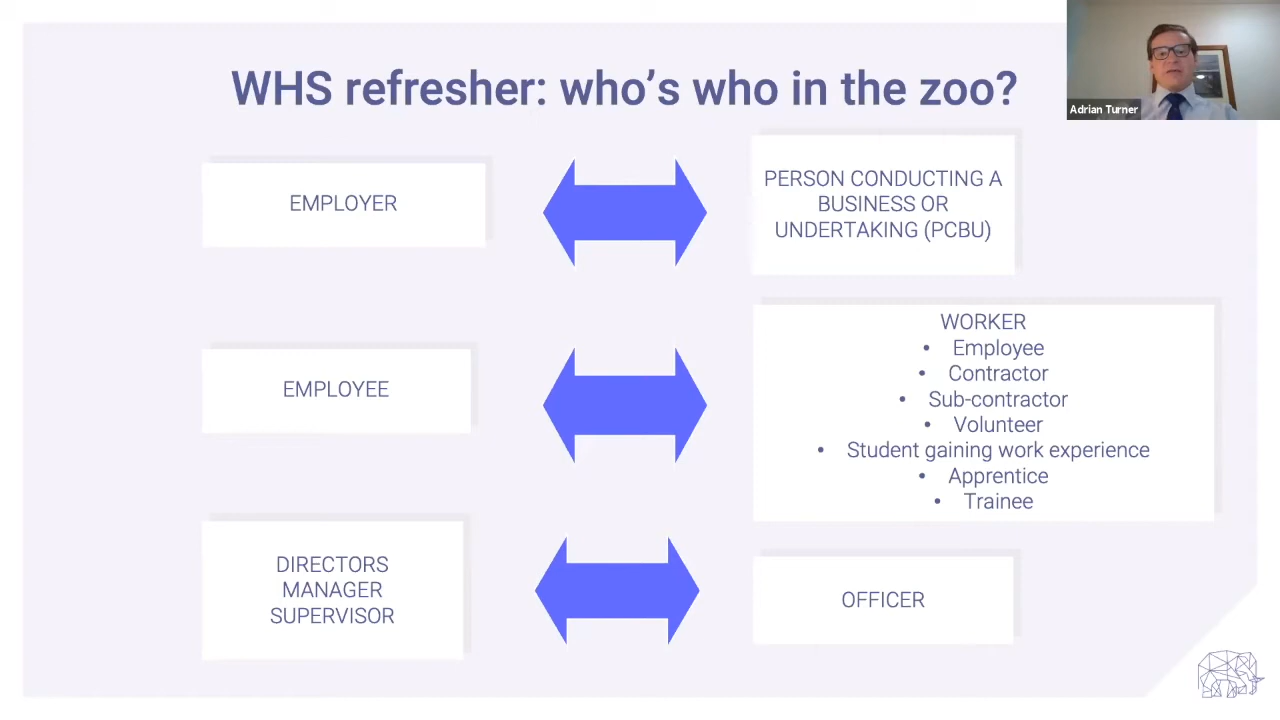 WHS refresher: who's who in the zoo?
Adrian Turner
EMPLOYER
PERSON CONDUCTING A
BUSINESS OR
UNDERTAKING (PCBU)
EMPLOYEE
WORKER
• Employee
• Contractor
• Sub-contractor
• Volunteer
• Student gaining work experience
• Apprentice
• Trainee
DIRECTORS
MANAGER
SUPERVISOR
OFFICER